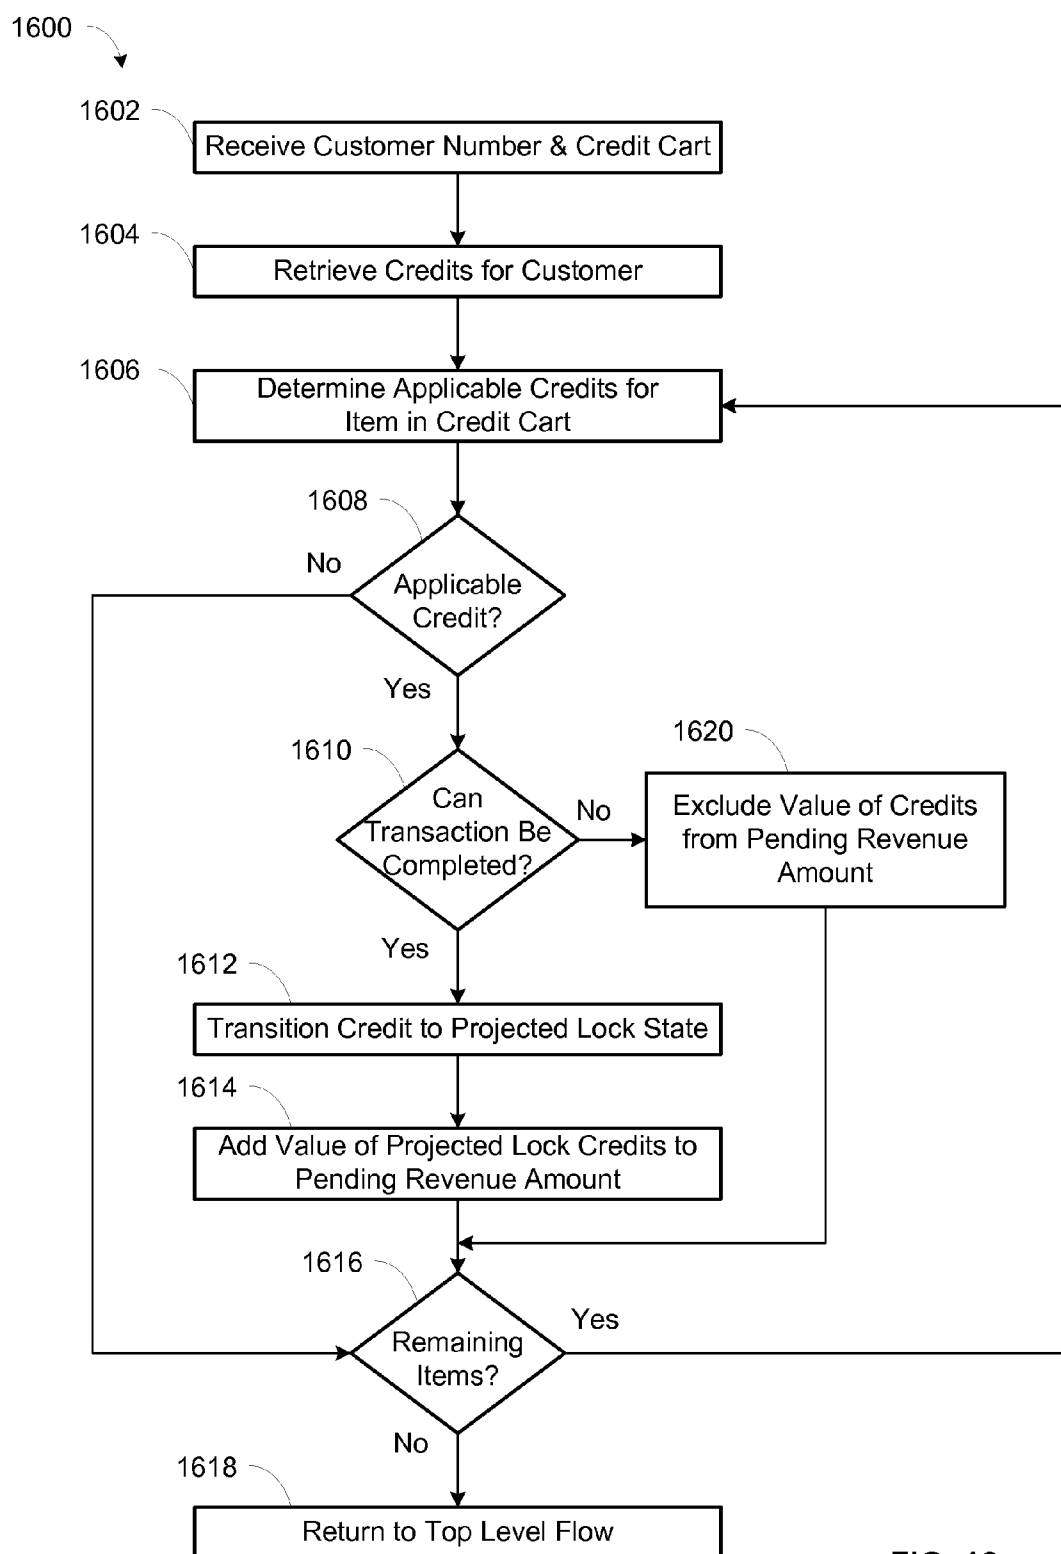 1600
1602
Receive Customer Number & Credit Cart
1604
Retrieve Credits for Customer
1606
Determine Applicable Credits for
Item in Credit Cart
1608
No
Applicable
Credit?
Yes
1610
Can
Transaction Be
Completed?
No
1620
Exclude Value of Credits
from Pending Revenue
Amount
Yes
1612
Transition Credit to Projected Lock State
1614
Add Value of Projected Lock Credits to
Pending Revenue Amount
1616
Remaining
Items?
Yes
No
1618
Return to Top Level Flow